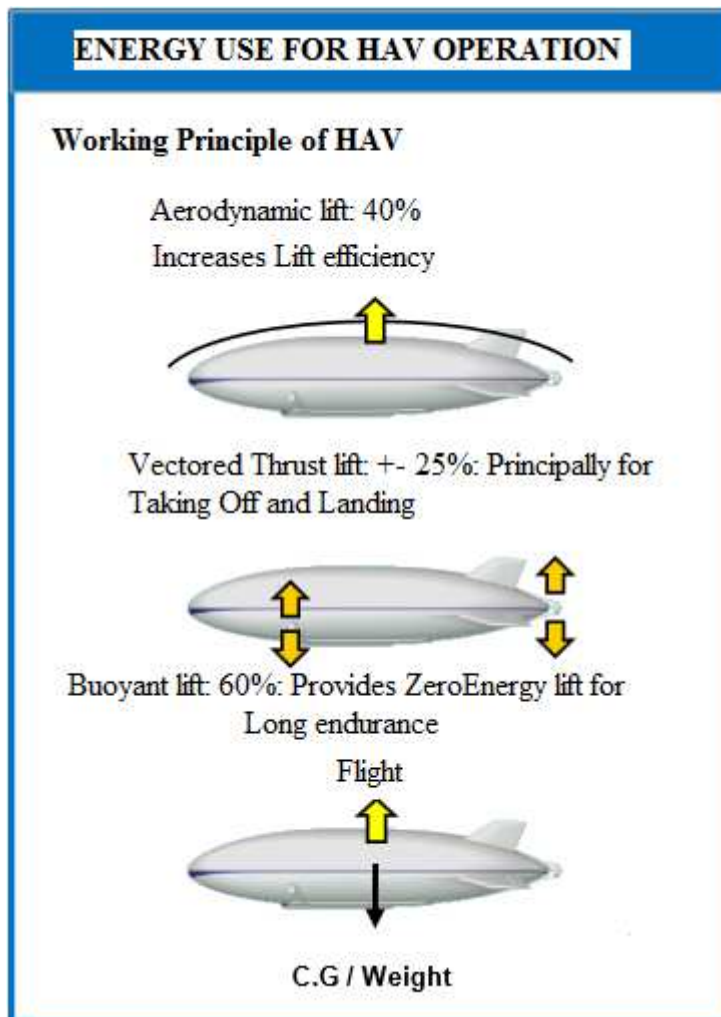 ENERGY USE FOR HAV OPERATION
Working Principle of HAV
Aerodynamic lift: 40%
Increases Lift efficiency
Vectored Thrust lift: +- 25%: Principally for
Taking Off and Landing
Buoyant lift: 60%: Provides ZeroEnergy lift for
Long endurance
Flight
C.G / Weight